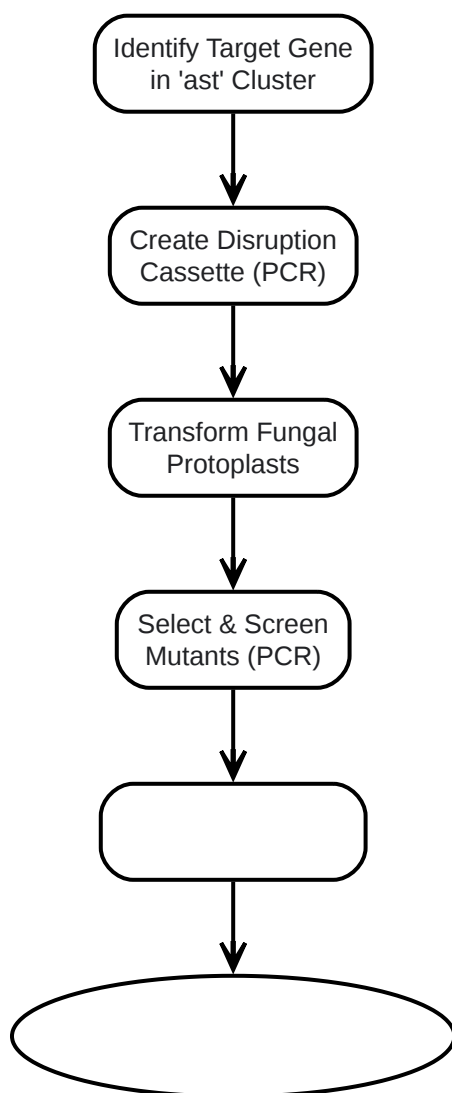 Identify Target Gene
in 'ast' Cluster
Create Disruption
Cassette (PCR)
Transform Fungal
Protoplasts
Select & Screen
Mutants (PCR)